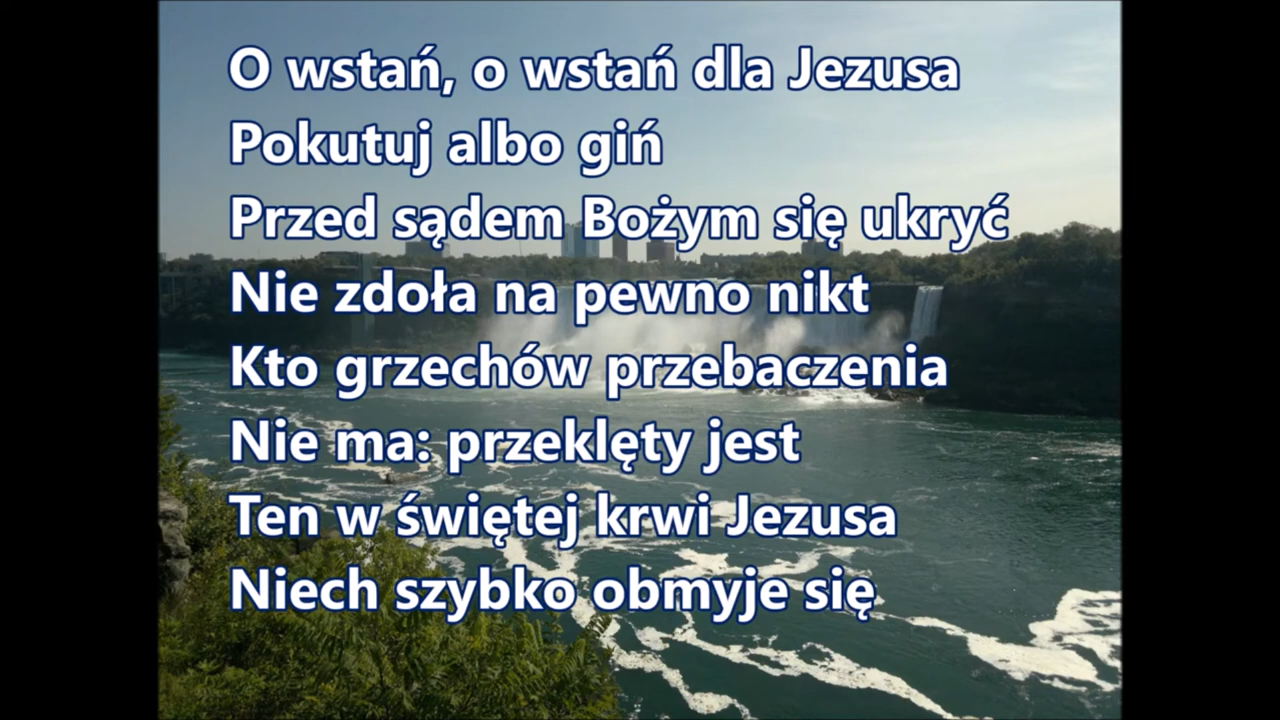 O wstań, o wstań dla Jezusa
Pokutuj albo giń
Przed sądem Bożym się ukryć
Nie zdoła na pewno nikt
Kto grzechów przebaczenia
Nie ma: przeklęty jest
Ten w świętej krwi Jezusa
Niech szybko obmyje się